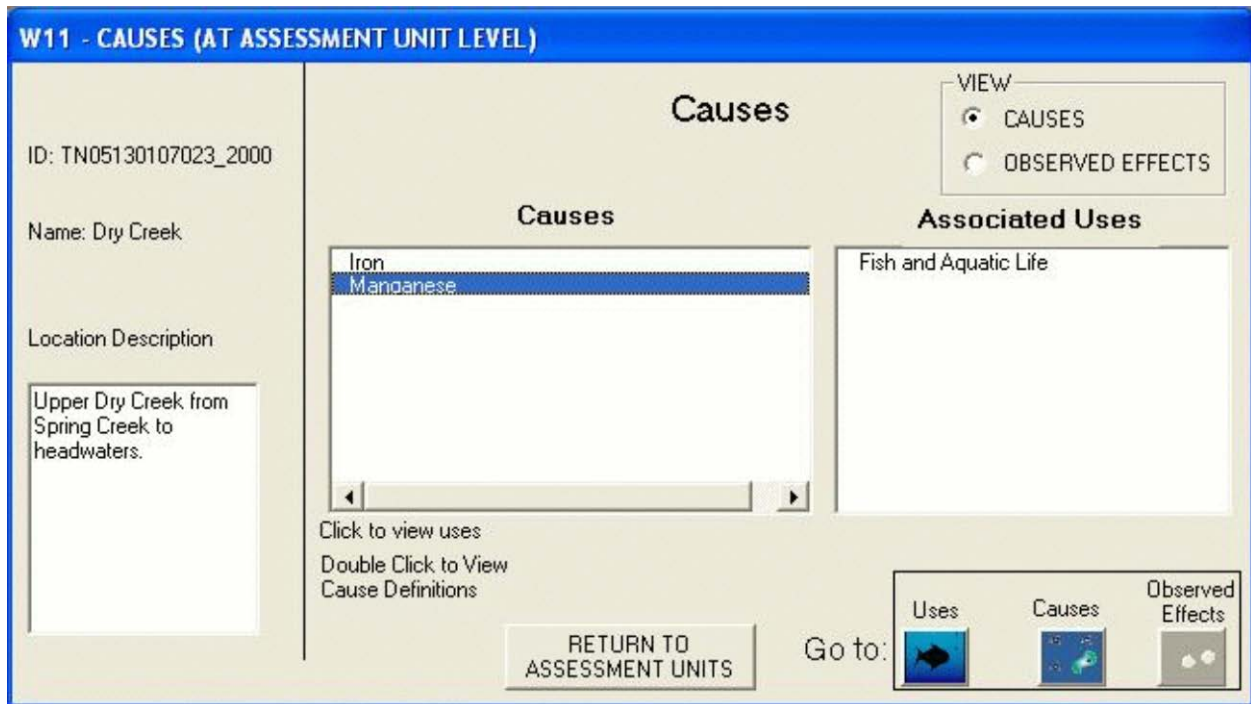 W11 - CAUSES (AT ASSESSMENT UNIT LEVEL)
ID: TN05130107023_2000
Name: Dry Creek
Location Description
Upper Dry Creek from
Spring Creek to
headwaters.
Causes
VIEW
CAUSES
OBSERVED EFFECTS
Causes
Iron
Manganese
Associated Uses
Fish and Aquatic Life
Click to view uses
Double Click to View
Cause Definitions
RETURN TO
ASSESSMENT UNITS
Go to:
Uses
Causes
Observed
Effects